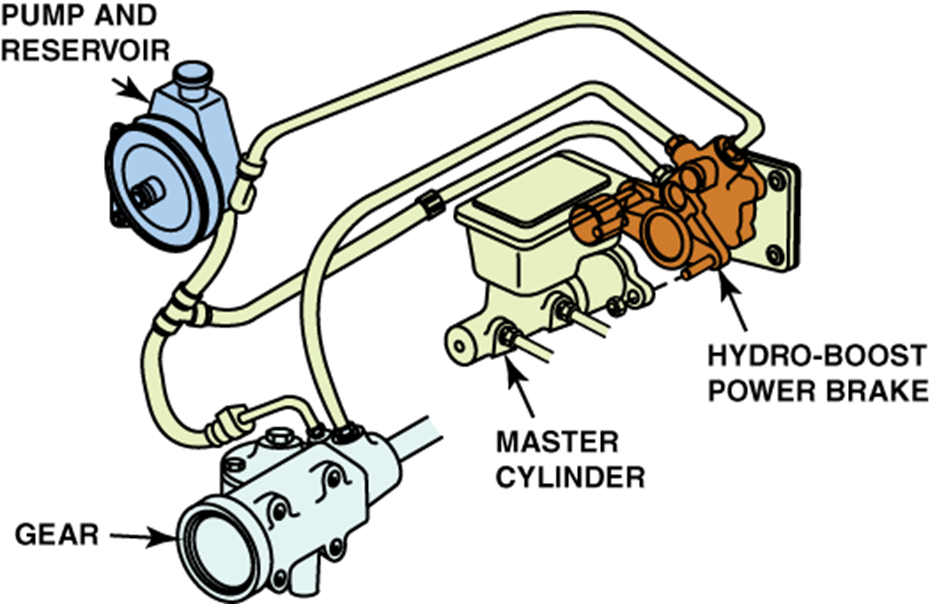 PUMP AND
RESERVOIR
HYDRO-BOOST
POWER BRAKE
MASTER
CYLINDER
GEAR